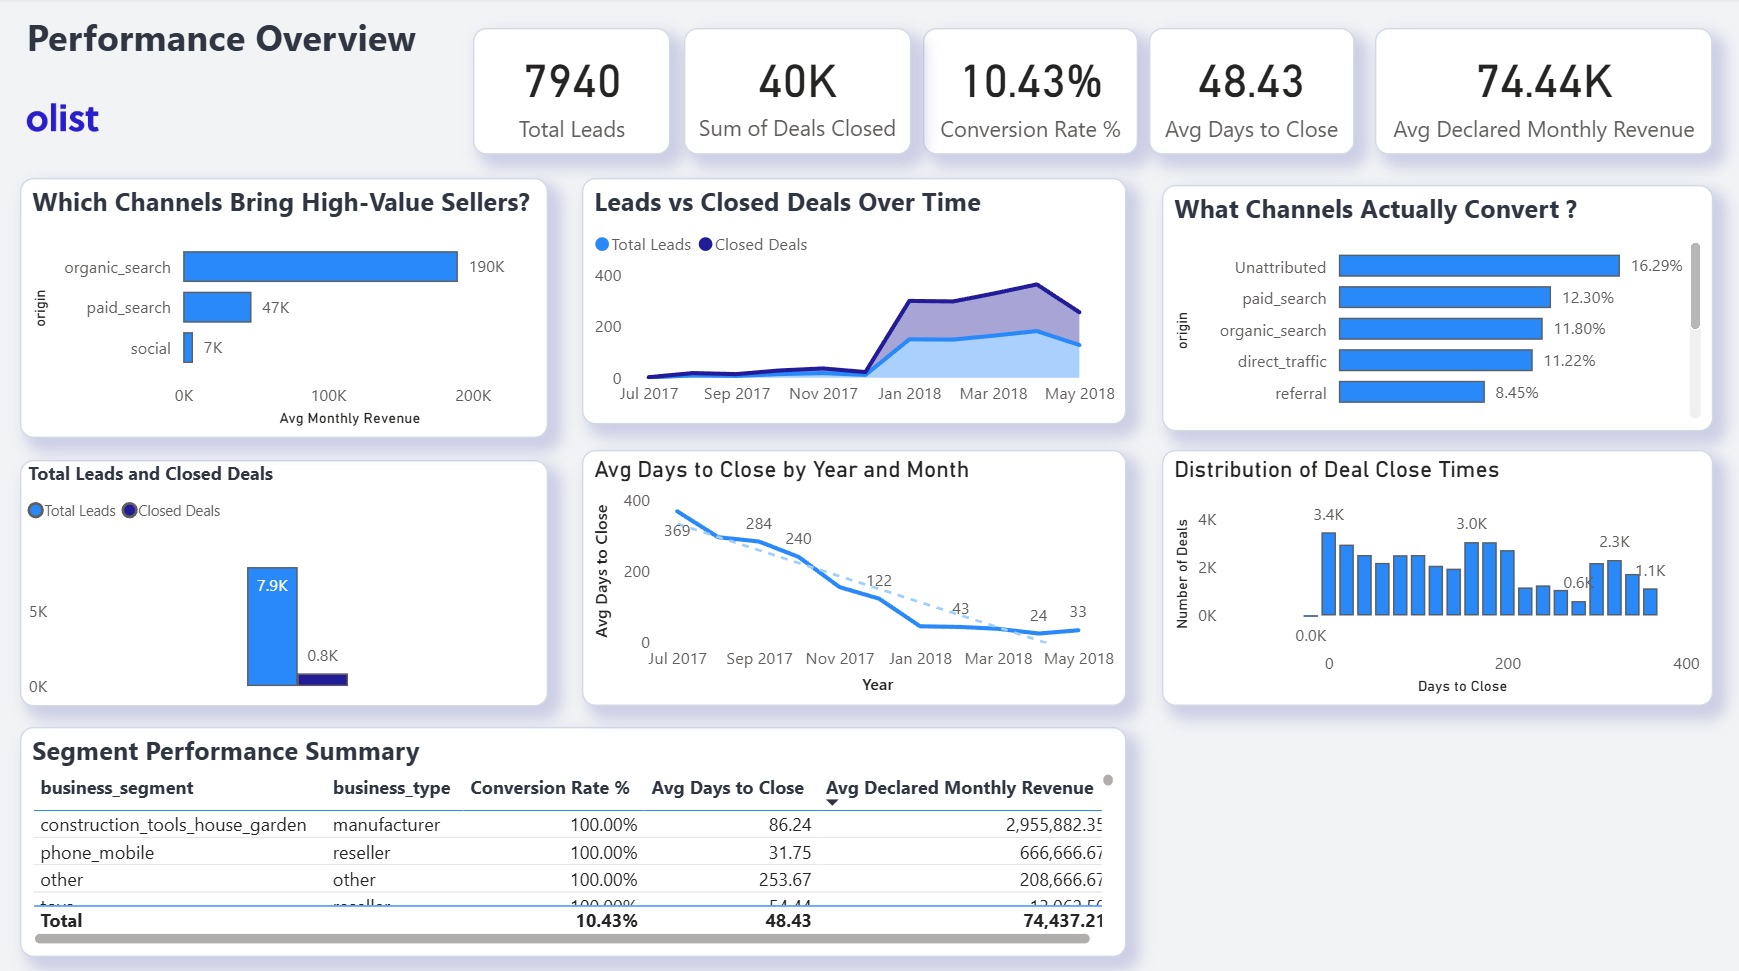 Performance Overview
olist
7940
Total Leads
40K
Sum of Deals Closed
10.43%
Conversion Rate %
48.43
Avg Days to Close
74.44K
Avg Declared Monthly Revenue
Which Channels Bring High-Value Sellers?
origin
organic_search 190K
paid_search 47K
social 7K
0K 100K 200K
Avg Monthly Revenue
Leads vs Closed Deals Over Time
Total Leads Closed Deals
400
200
0
Jul 2017 Sep 2017 Nov 2017 Jan 2018 Mar 2018 May 2018
What Channels Actually Convert ?
origin
Unattributed 16.29%
paid_search 12.30%
organic_search 11.80%
direct_traffic 11.22%
referral 8.45%
Total Leads and Closed Deals
Total Leads Closed Deals
7.9K
5K
0.8K
0K
Avg Days to Close by Year and Month
Avg Days to Close
400
200
0
369 284 240 122 43 24 33
Jul 2017 Sep 2017 Nov 2017 Jan 2018 Mar 2018 May 2018
Year
Distribution of Deal Close Times
Number of Deals
4K
2K
0K
0.0K 3.4K 3.0K 0.6K 2.3K 1.1K
0 200 400
Days to Close
Segment Performance Summary
business_segment business_type Conversion Rate % Avg Days to Close Avg Declared Monthly Revenue
construction_tools_house_garden manufacturer 100.00% 86.24 2,955,882.35
phone_mobile reseller 100.00% 31.75 666,666.67
other other 100.00% 253.67 208,666.67
Total 10.43% 48.43 74,437.21